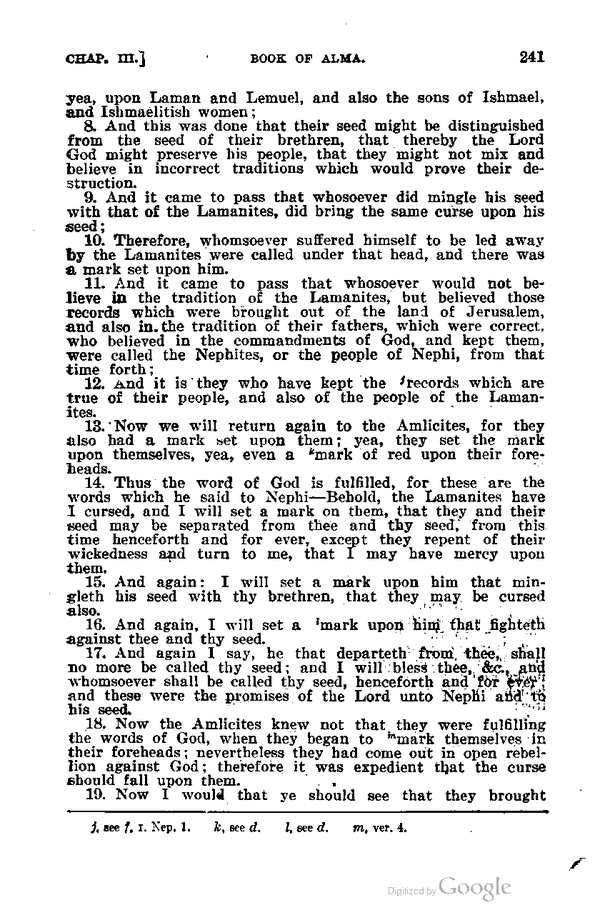 CHAP. III.] BOOK OF ALMA. 241
yea, upon Laman and Lemuel, and also the sons of Ishmael,
and Ishmaelitish women;
8. And this was done that their seed might be distinguished
from the seed of their brethren, that thereby the Lord
God might preserve his people, that they might not mix and
believe in incorrect traditions which would prove their de-
struction.
9. And it came to pass that whosoever did mingle his seed
with that of the Lamanites, did bring the same curse upon his
seed;
10. Therefore, whomsoever suffered himself to be led away
by the Lamanites were called under that head, and there was
a mark set upon him.
11. And it came to pass that whosoever would not be-
lieve in the tradition of the Lamanites, but believed those
records which were brought out of the land of Jerusalem,
and also in the tradition of their fathers, which were correct,
who believed in the commandments of God, and kept them,
were called the Nephites, or the people of Nephi, from that
time forth;
12. And it is they who have kept the jrecords which are
true of their people, and also of the people of the Laman-
ites.
13. Now we will return again to the Amlicites, for they
also had a mark set upon them; yea, they set the mark
upon themselves, yea, even a kmark of red upon their fore-
heads.
14. Thus the word of God is fulfilled, for these are the
words which he said to Nephi—Behold, the Lamanites have
I cursed, and I will set a mark on them, that they and their
seed may be separated from thee and thy seed, from this
time henceforth and for ever, except they repent of their
wickedness and turn to me, that I may have mercy upon
them.
15. And again: I will set a mark upon him that min-
gleth his seed with thy brethren, that they may be cursed
also.
16. And again, I will set a lmark upon him that fighteth
against thee and thy seed.
17. And again I say, he that departeth from thee, shall
no more be called thy seed; and I will bless thee, &c., and
whomsoever shall be called thy seed, henceforth and for ever;
and these were the promises of the Lord unto Nephi and to
his seed.
18. Now the Amlicites knew not that they were fulfilling
the words of God, when they began to mmark themselves in
their foreheads; nevertheless they had come out in open rebel-
lion against God; therefore it was expedient that the curse
should fall upon them.
19. Now I would that ye should see that they brought
j, see f, I. Nep. 1. k, see d. l, see d. m, ver. 4.
Digitized by Google